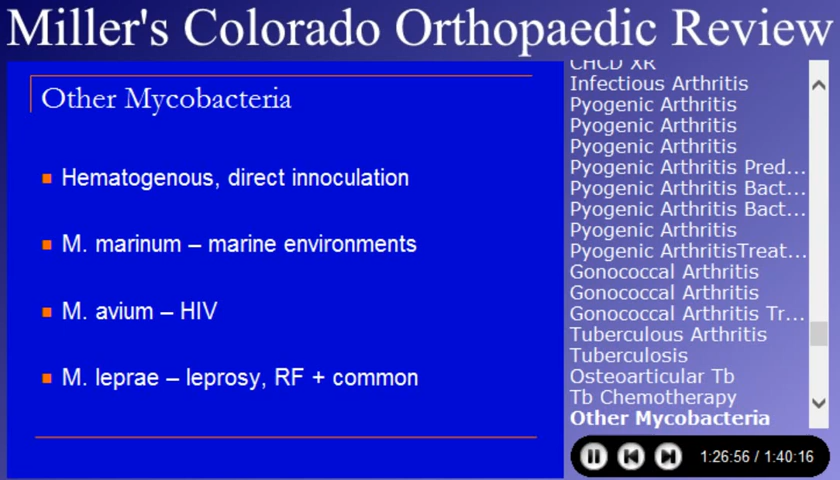 Miller's Colorado Orthopaedic Review
Other Mycobacteria
Hematogenous, direct innoculation
M. marinum – marine environments
M. avium – HIV
M. leprae – leprosy, RF + common
CHCD XR
Infectious Arthritis
Pyogenic Arthritis
Pyogenic Arthritis
Pyogenic Arthritis
Pyogenic Arthritis Pred...
Pyogenic Arthritis Bact...
Pyogenic Arthritis Bact...
Pyogenic Arthritis
Pyogenic ArthritisTreat...
Gonococcal Arthritis
Gonococcal Arthritis
Gonococcal Arthritis Tr...
Tuberculous Arthritis
Tuberculosis
Osteoarticular Tb
Tb Chemotherapy
Other Mycobacteria
1:26:56 / 1:40:16